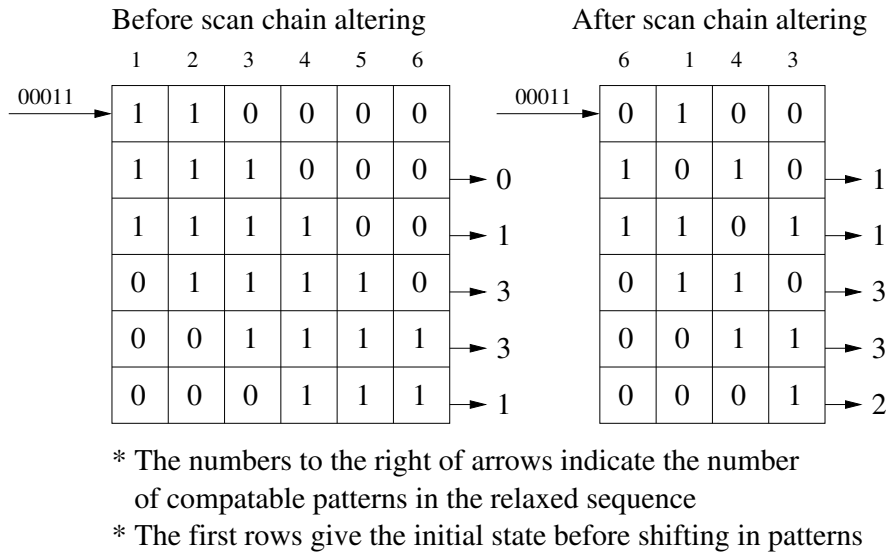 Before scan chain altering After scan chain altering
1 2 3 4 5 6 6 1 4 3
00011 1 1 0 0 0 0 00011 0 1 0 0
1 1 1 0 0 0 0 1 0 1 0 1
1 1 1 1 0 0 1 1 1 0 1 1
0 1 1 1 1 0 3 0 1 1 0 3
0 0 1 1 1 1 3 0 0 1 1 3
0 0 0 1 1 1 1 0 0 0 1 2
* The numbers to the right of arrows indicate the number
of compatable patterns in the relaxed sequence
* The first rows give the initial state before shifting in patterns